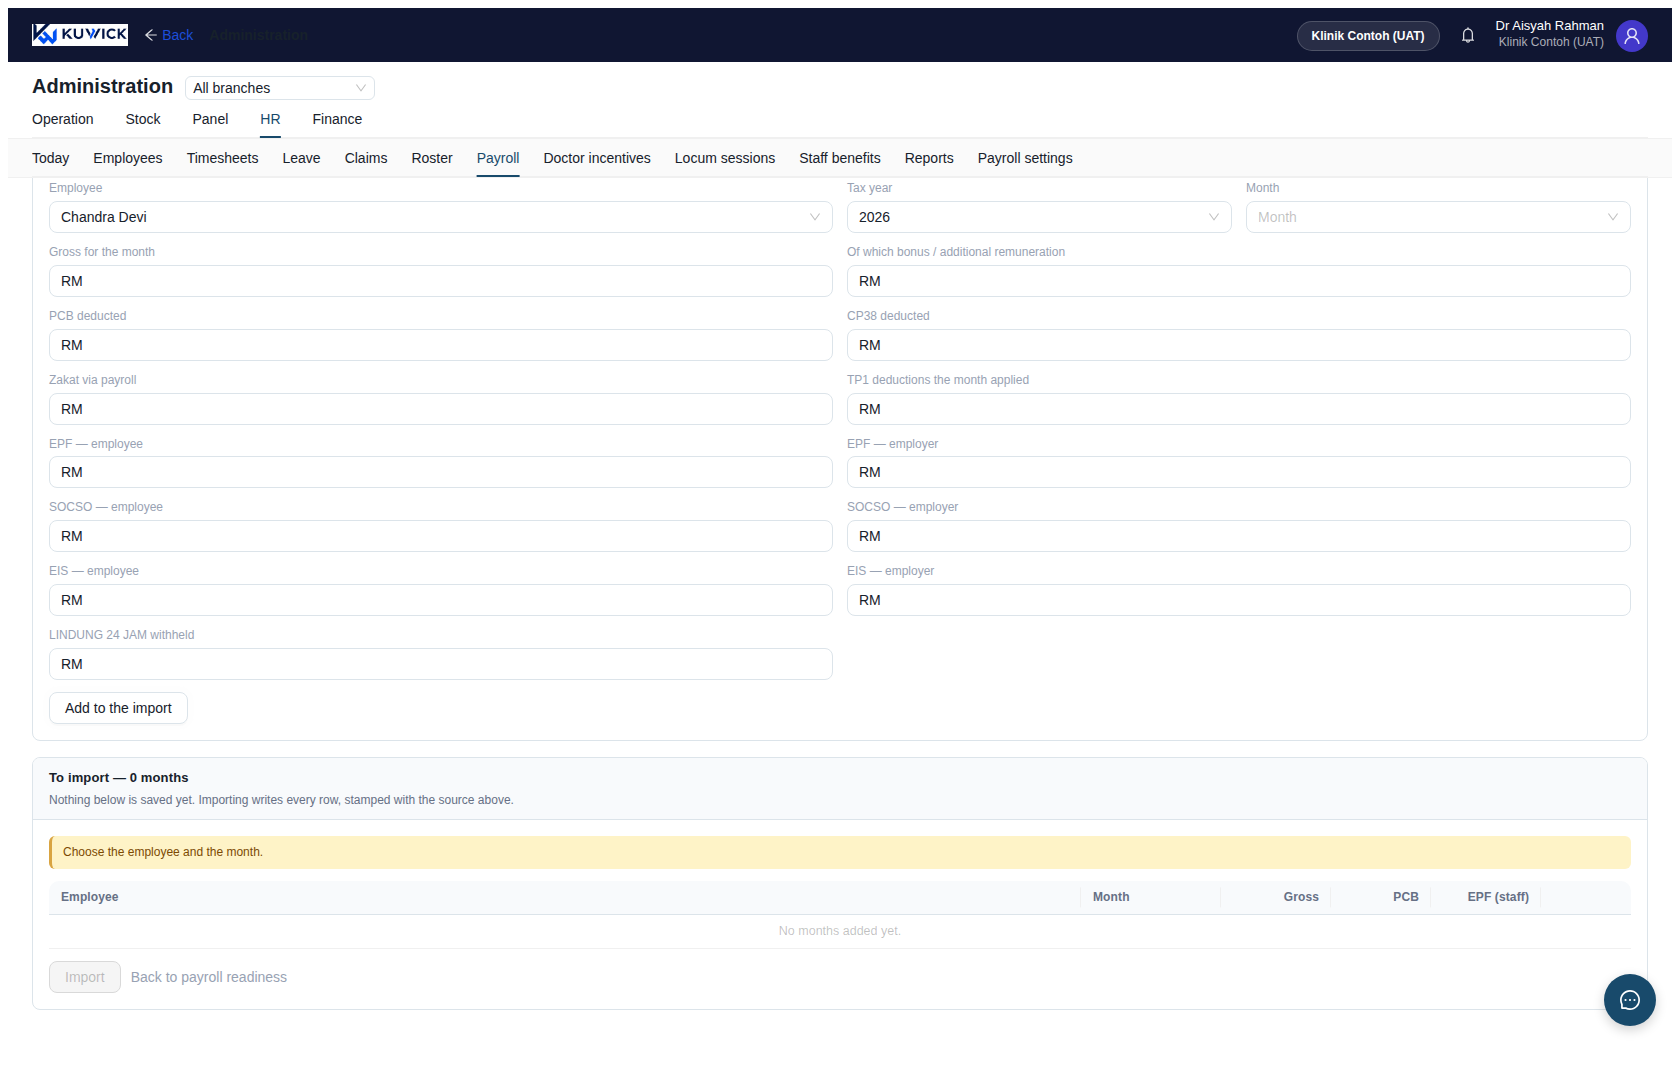 KUWICK
Back
Administration
Klinik Contoh (UAT)
Dr Aisyah Rahman
Klinik Contoh (UAT)
Administration
All branches
Operation
Stock
Panel
HR
Finance
Today
Employees
Timesheets
Leave
Claims
Roster
Payroll
Doctor incentives
Locum sessions
Staff benefits
Reports
Payroll settings
Employee
Tax year
Month
Chandra Devi
2026
Month
Gross for the month
Of which bonus / additional remuneration
RM
RM
PCB deducted
CP38 deducted
RM
RM
Zakat via payroll
TP1 deductions the month applied
RM
RM
EPF — employee
EPF — employer
RM
RM
SOCSO — employee
SOCSO — employer
RM
RM
EIS — employee
EIS — employer
RM
RM
LINDUNG 24 JAM withheld
RM
Add to the import
To import — 0 months
Nothing below is saved yet. Importing writes every row, stamped with the source above.
Choose the employee and the month.
Employee
Month
Gross
PCB
EPF (staff)
No months added yet.
Import
Back to payroll readiness